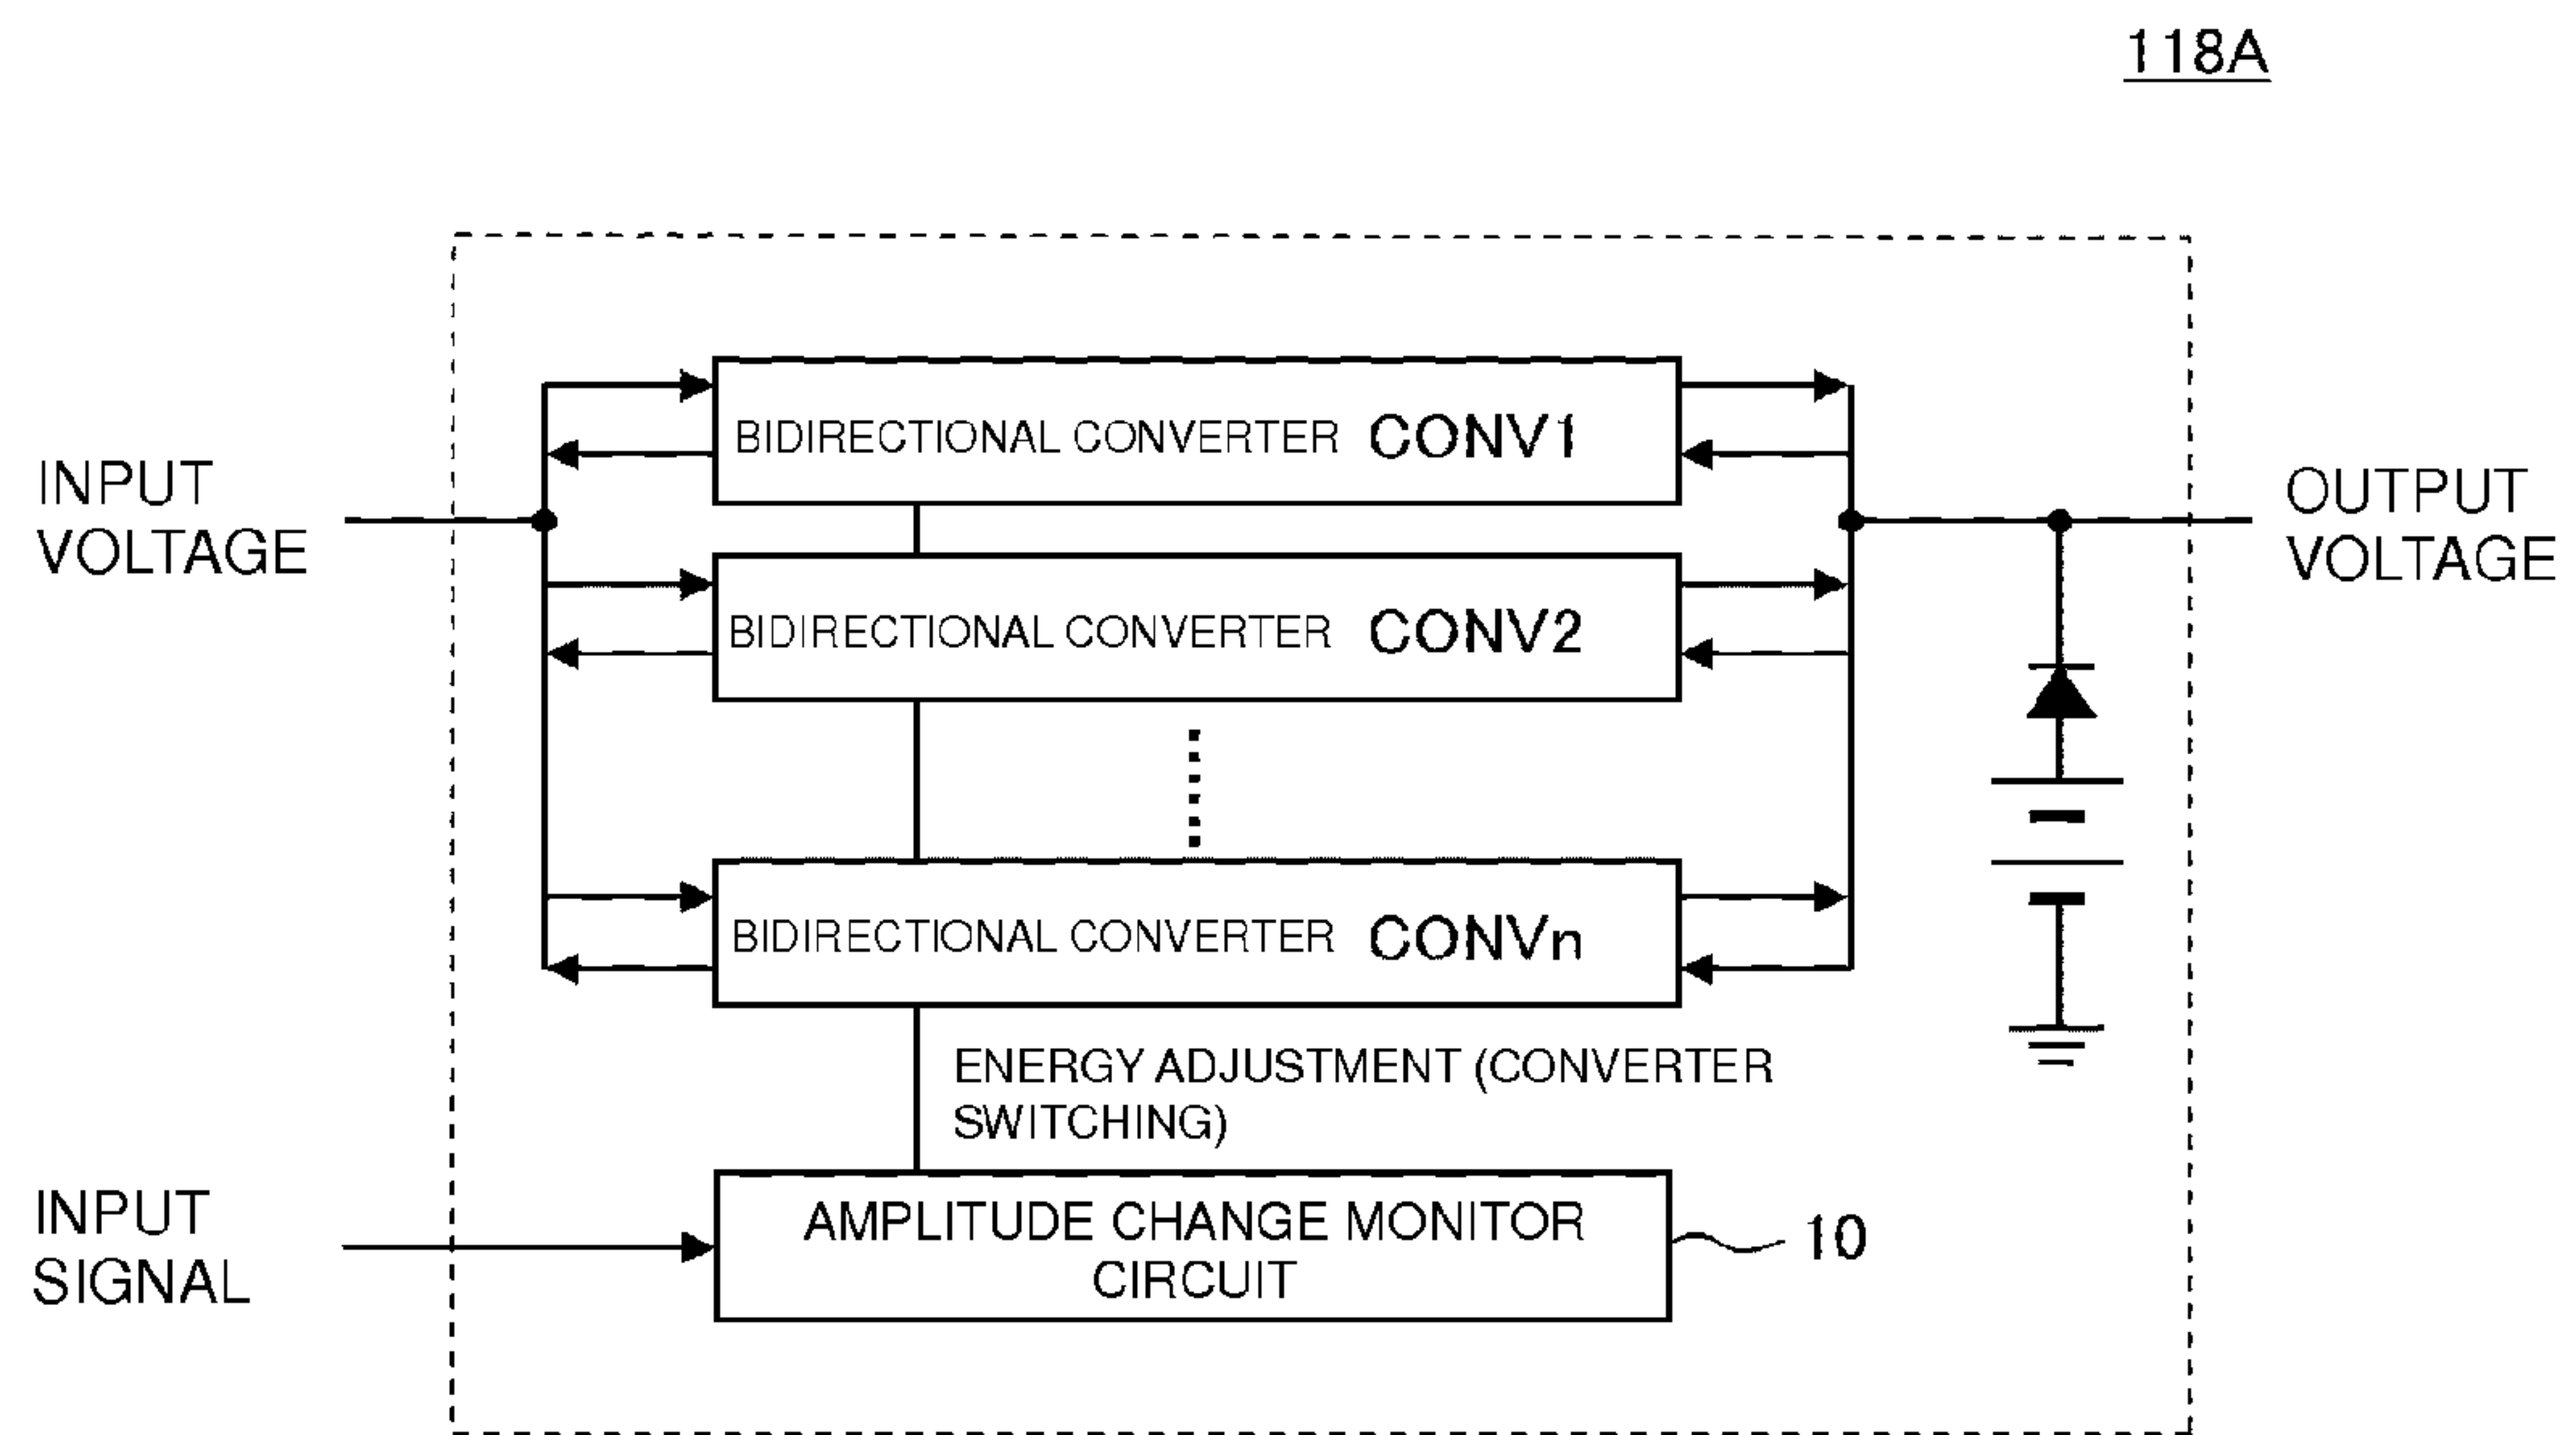 118A
INPUT
VOLTAGE
BIDIRECTIONAL CONVERTER CONV1
OUTPUT
VOLTAGE
BIDIRECTIONAL CONVERTER CONV2
BIDIRECTIONAL CONVERTER CONVn
ENERGY ADJUSTMENT (CONVERTER
SWITCHING)
INPUT
SIGNAL
AMPLITUDE CHANGE MONITOR
CIRCUIT
10